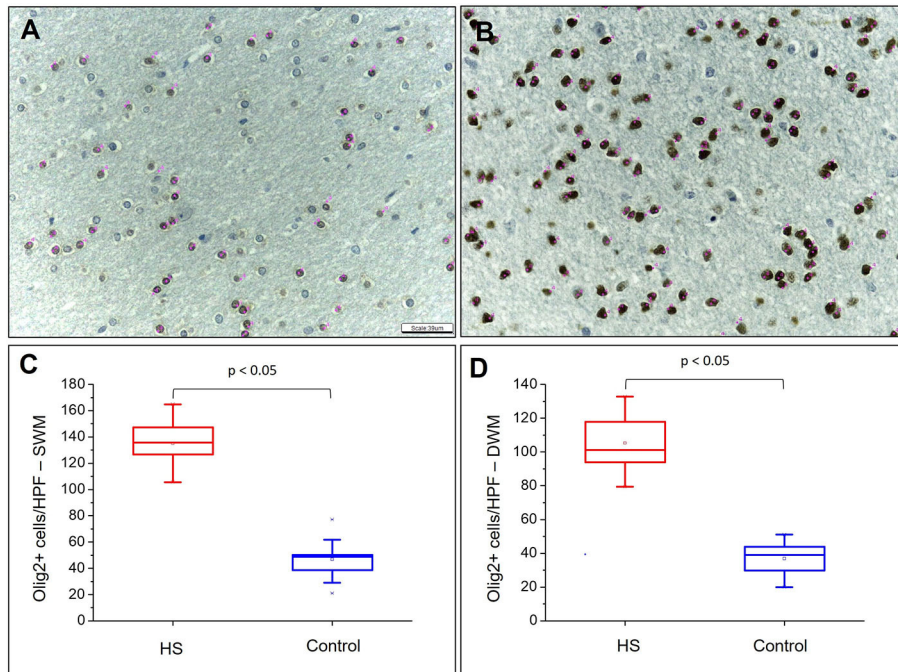 A
B
Scale 39um
C
p < 0.05
Olig2+ cells/HPF – SWM
180
160
140
120
100
80
60
40
20
0
HS
Control
D
p < 0.05
Olig2+ cells/HPF – DWM
140
120
100
80
60
40
20
0
HS
Control